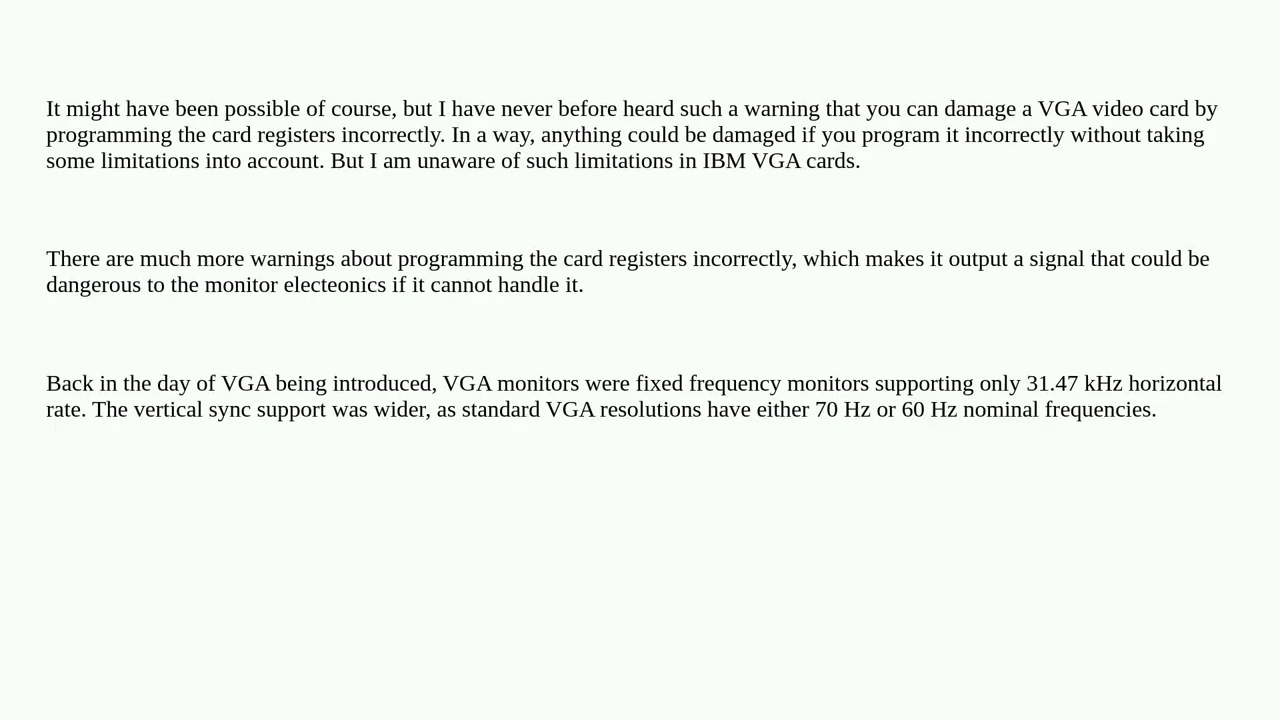 It might have been possible of course, but I have never before heard such a warning that you can damage a VGA video card by
programming the card registers incorrectly. In a way, anything could be damaged if you program it incorrectly without taking
some limitations into account. But I am unaware of such limitations in IBM VGA cards.
There are much more warnings about programming the card registers incorrectly, which makes it output a signal that could be
dangerous to the monitor electeonics if it cannot handle it.
Back in the day of VGA being introduced, VGA monitors were fixed frequency monitors supporting only 31.47 kHz horizontal
rate. The vertical sync support was wider, as standard VGA resolutions have either 70 Hz or 60 Hz nominal frequencies.